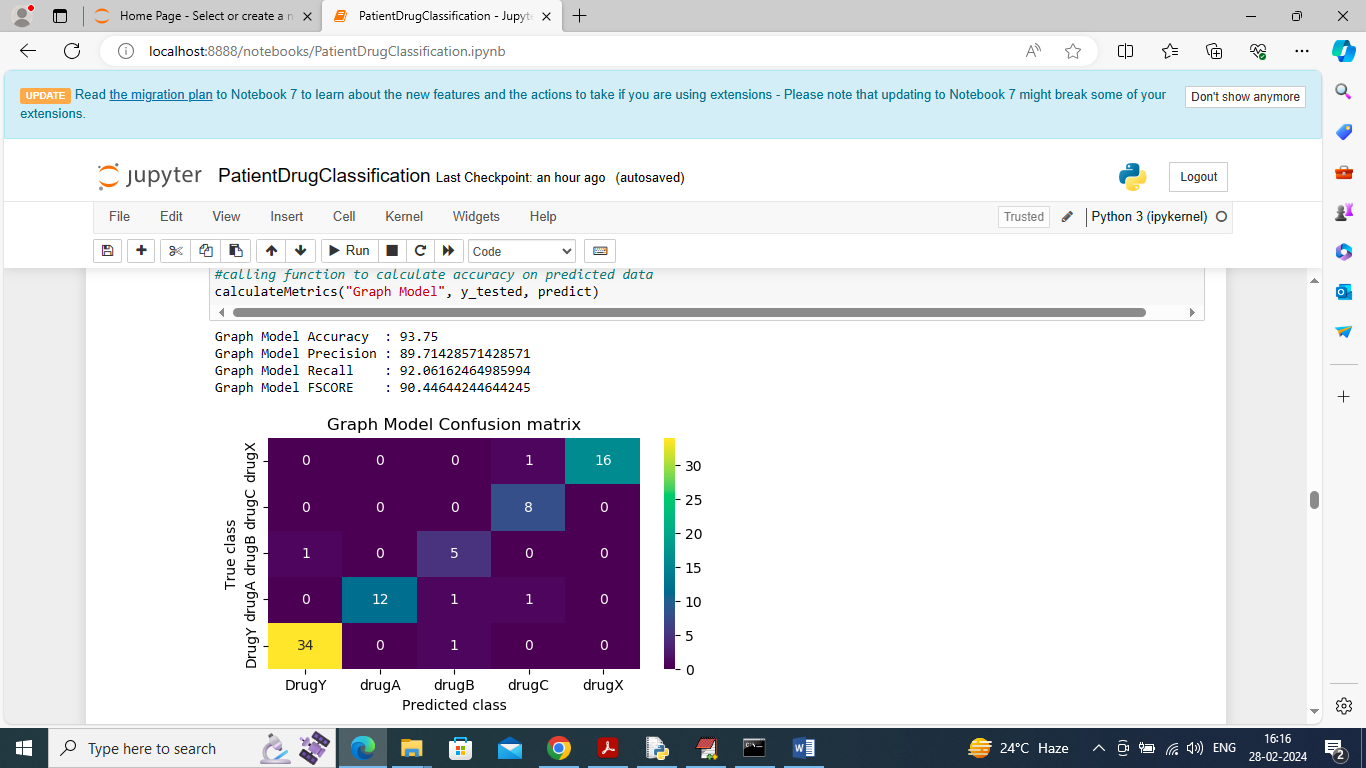 Home Page - Select or create a n
PatientDrugClassification - Jupyte
localhost:8888/notebooks/PatientDrugClassification.ipynb
UPDATE Read the migration plan to Notebook 7 to learn about the new features and the actions to take if you are using extensions - Please note that updating to Notebook 7 might break some of your
extensions.
Don't show anymore
jupyter PatientDrugClassification Last Checkpoint: an hour ago (autosaved)
Logout
File Edit View Insert Cell Kernel Widgets Help
Trusted Python 3 (ipykernel)
Run Code
#calling function to calculate accuracy on predicted data
calculateMetrics("Graph Model", y_tested, predict)
Graph Model Accuracy : 93.75
Graph Model Precision : 89.71428571428571
Graph Model Recall : 92.06162464985994
Graph Model FSCORE : 90.44644244644245
Graph Model Confusion matrix
True class
drugX 0 0 0 1 16
drugC 0 0 0 8 0
drugB 1 0 5 0 0
drugA 0 12 1 1 0
DrugY 34 0 1 0 0
DrugY drugA drugB drugC drugX
Predicted class
30
25
20
15
10
5
0
Type here to search
24°C Haze
ENG
16:16
28-02-2024
2